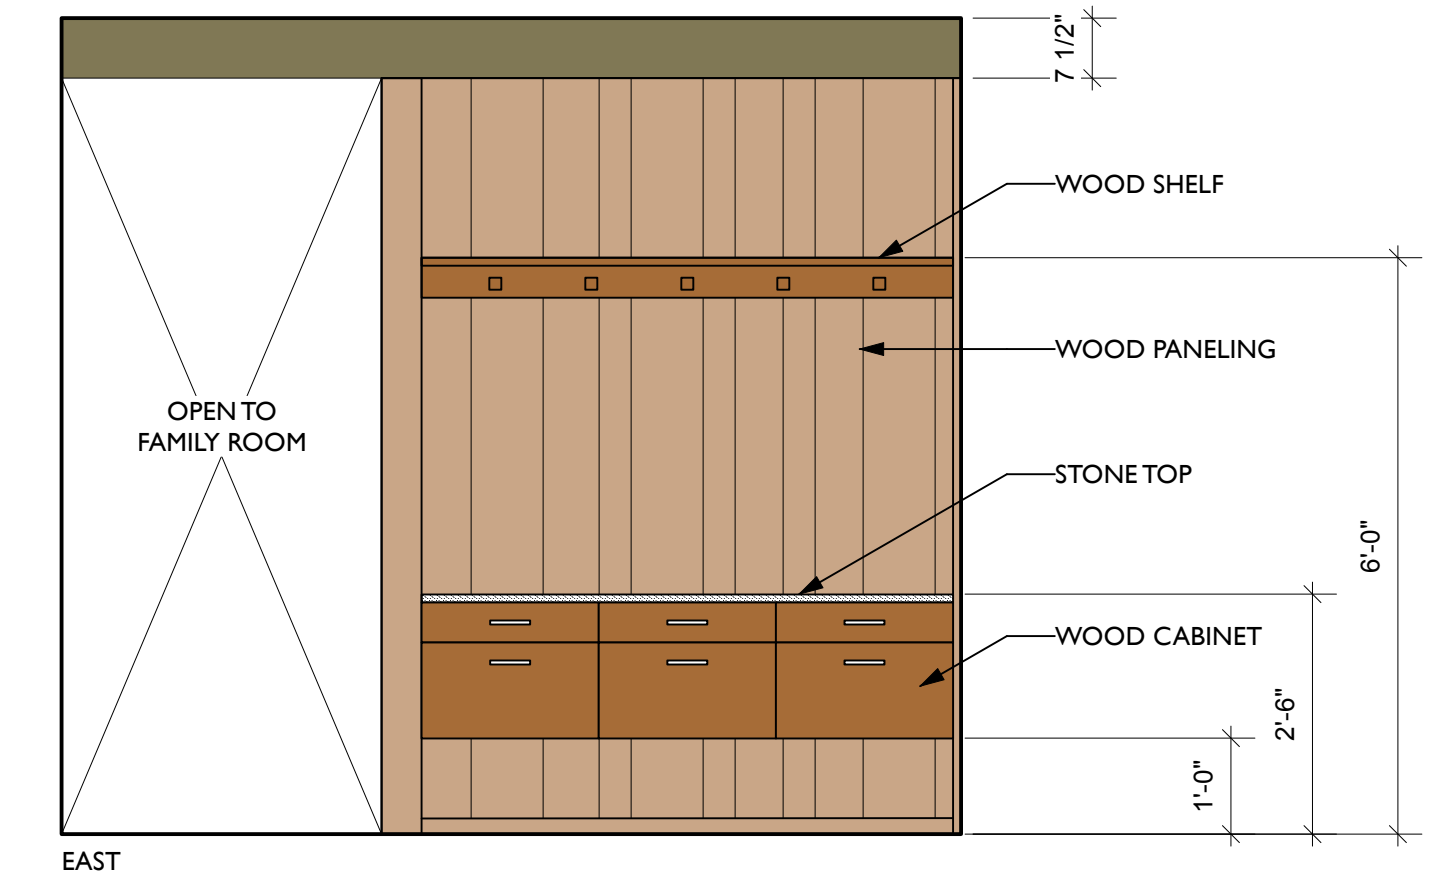 7 1/2"
WOOD SHELF
WOOD PANELING
OPEN TO
FAMILY ROOM
STONE TOP
6'-0"
WOOD CABINET
2'-6"
1'-0"
EAST